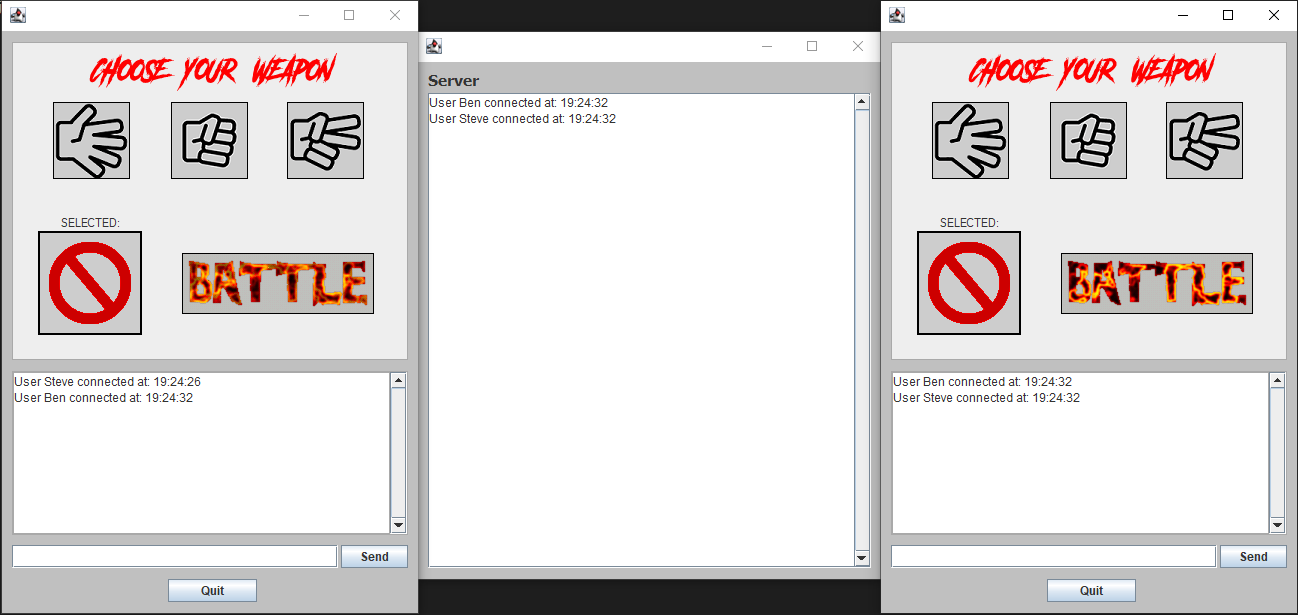 CHOOSE YOUR WEAPON
SELECTED:
BATTLE
User Steve connected at: 19:24:26
User Ben connected at: 19:24:32
Send
Quit
Server
User Ben connected at: 19:24:32
User Steve connected at: 19:24:32
CHOOSE YOUR WEAPON
SELECTED:
BATTLE
User Ben connected at: 19:24:32
User Steve connected at: 19:24:32
Send
Quit